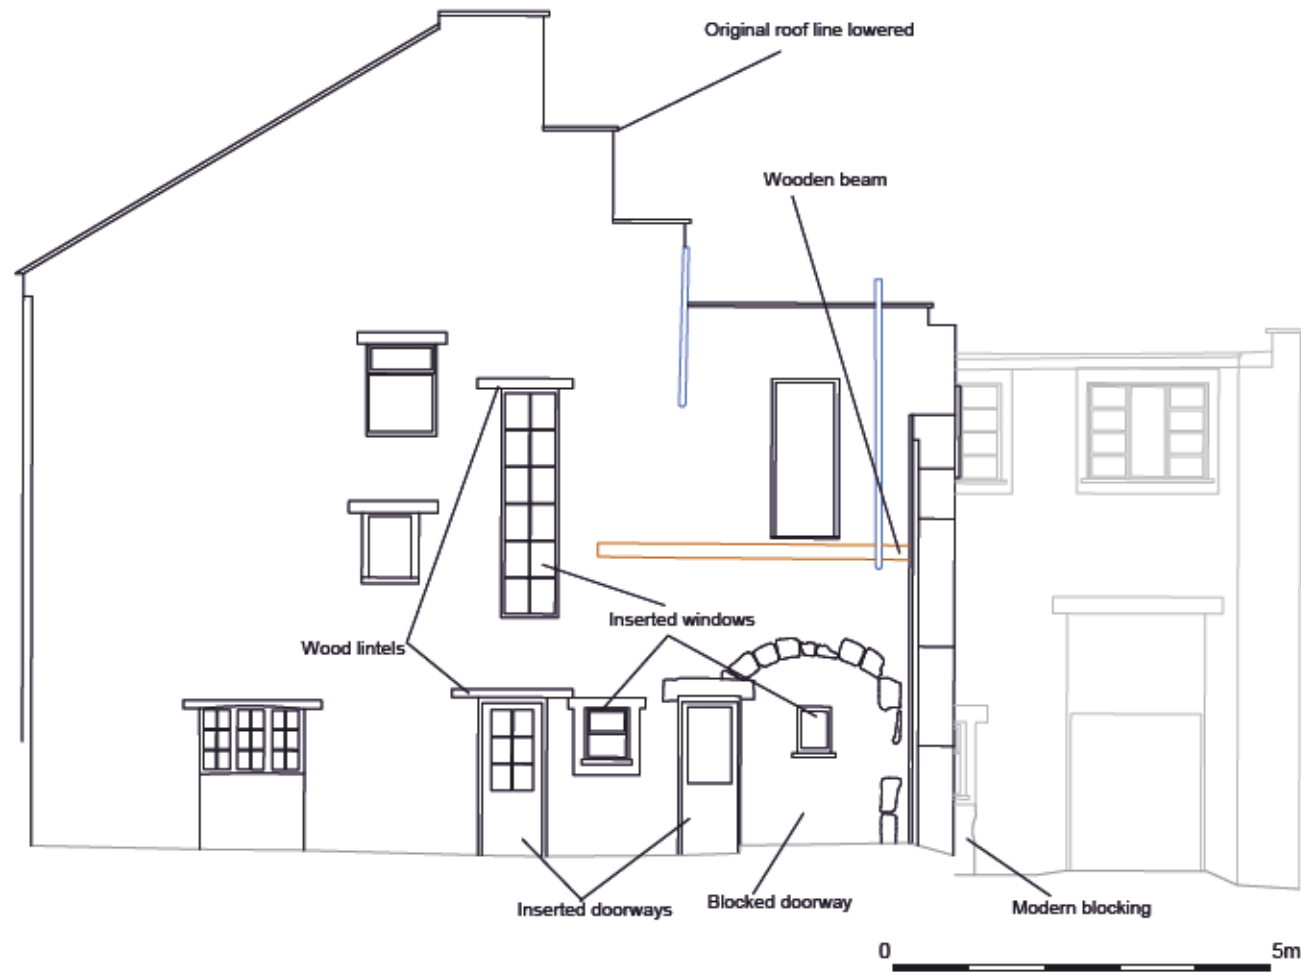 Original roof line lowered
Wooden beam
Inserted windows
Wood lintels
Inserted doorways
Blocked doorway
Modern blocking
0 5m